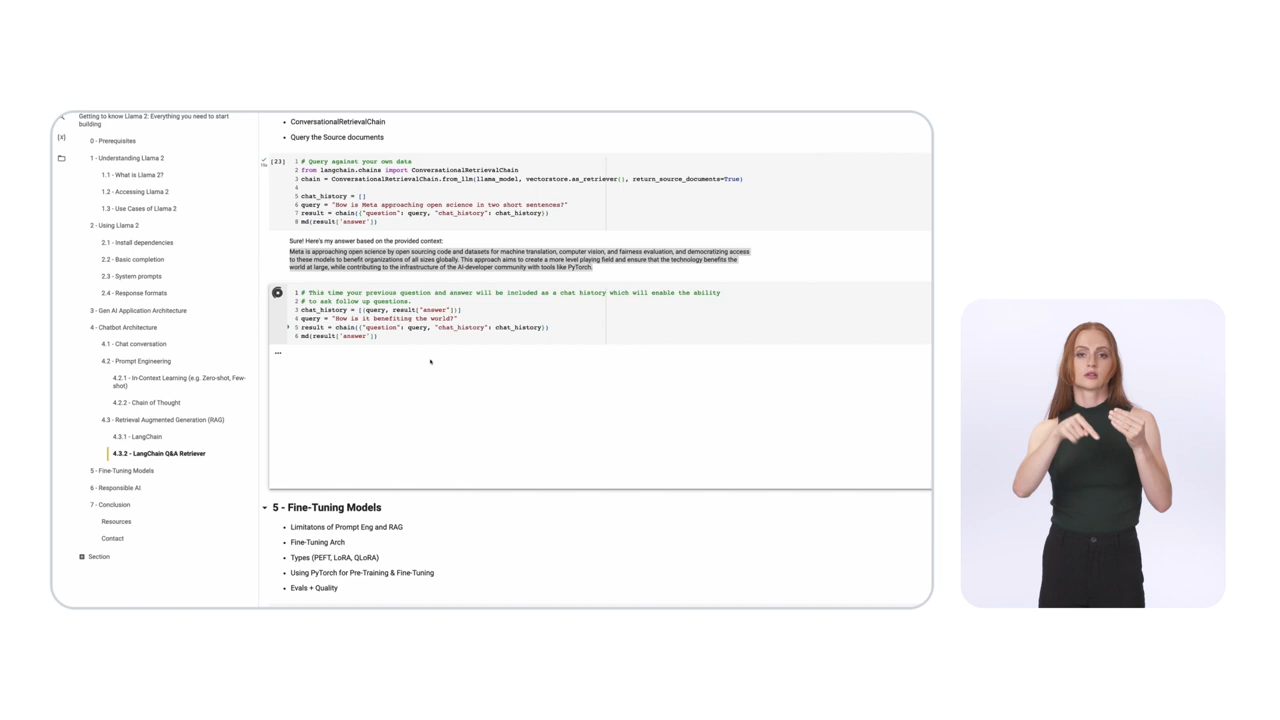 Getting to know Llama 2: Everything you need to start
building
0 - Prerequisites
1 - Understanding Llama 2
1.1 - What is Llama 2?
1.2 - Accessing Llama 2
1.3 - Use Cases of Llama 2
2 - Using Llama 2
2.1 - Install dependencies
2.2 - Basic completion
2.3 - System prompts
2.4 - Response formats
3 - Gen AI Application Architecture
4 - Chatbot Architecture
4.1 - Chat conversation
4.2 - Prompt Engineering
4.2.1 - In-Context Learning (e.g. Zero-shot, Few-
shot)
4.2.2 - Chain of Thought
4.3 - Retrieval Augmented Generation (RAG)
4.3.1 - LangChain
4.3.2 - LangChain Q&A Retriever
5 - Fine-Tuning Models
6 - Responsible AI
7 - Conclusion
Resources
Contact
Section
• ConversationalRetrievalChain
• Query the Source documents
[23]
1 # Query against your own data
2 from langchain.chains import ConversationalRetrievalChain
3 chain = ConversationalRetrievalChain.from_llm(llama_model, vectorstore.as_retriever(), return_source_documents=True)
4
5 chat_history = []
6 query = "How is Meta approaching open science in two short sentences?"
7 result = chain({"question": query, "chat_history": chat_history})
8 md(result['answer'])
Sure! Here's my answer based on the provided context:
Meta is approaching open science by open sourcing code and datasets for machine translation, computer vision, and fairness evaluation, and democratizing access
to these models to benefit organizations of all sizes globally. This approach aims to create a more level playing field and ensure that the technology benefits the
world at large, while contributing to the infrastructure of the AI-developer community with tools like PyTorch.
1 # This time your previous question and answer will be included as a chat history which will enable the ability
2 # to ask follow up questions.
3 chat_history = [(query, result["answer"])]
4 query = "How is it benefiting the world?"
5 result = chain({"question": query, "chat_history": chat_history})
6 md(result['answer'])
...
5 - Fine-Tuning Models
• Limitatons of Prompt Eng and RAG
• Fine-Tuning Arch
• Types (PEFT, LoRA, QLoRA)
• Using PyTorch for Pre-Training & Fine-Tuning
• Evals + Quality